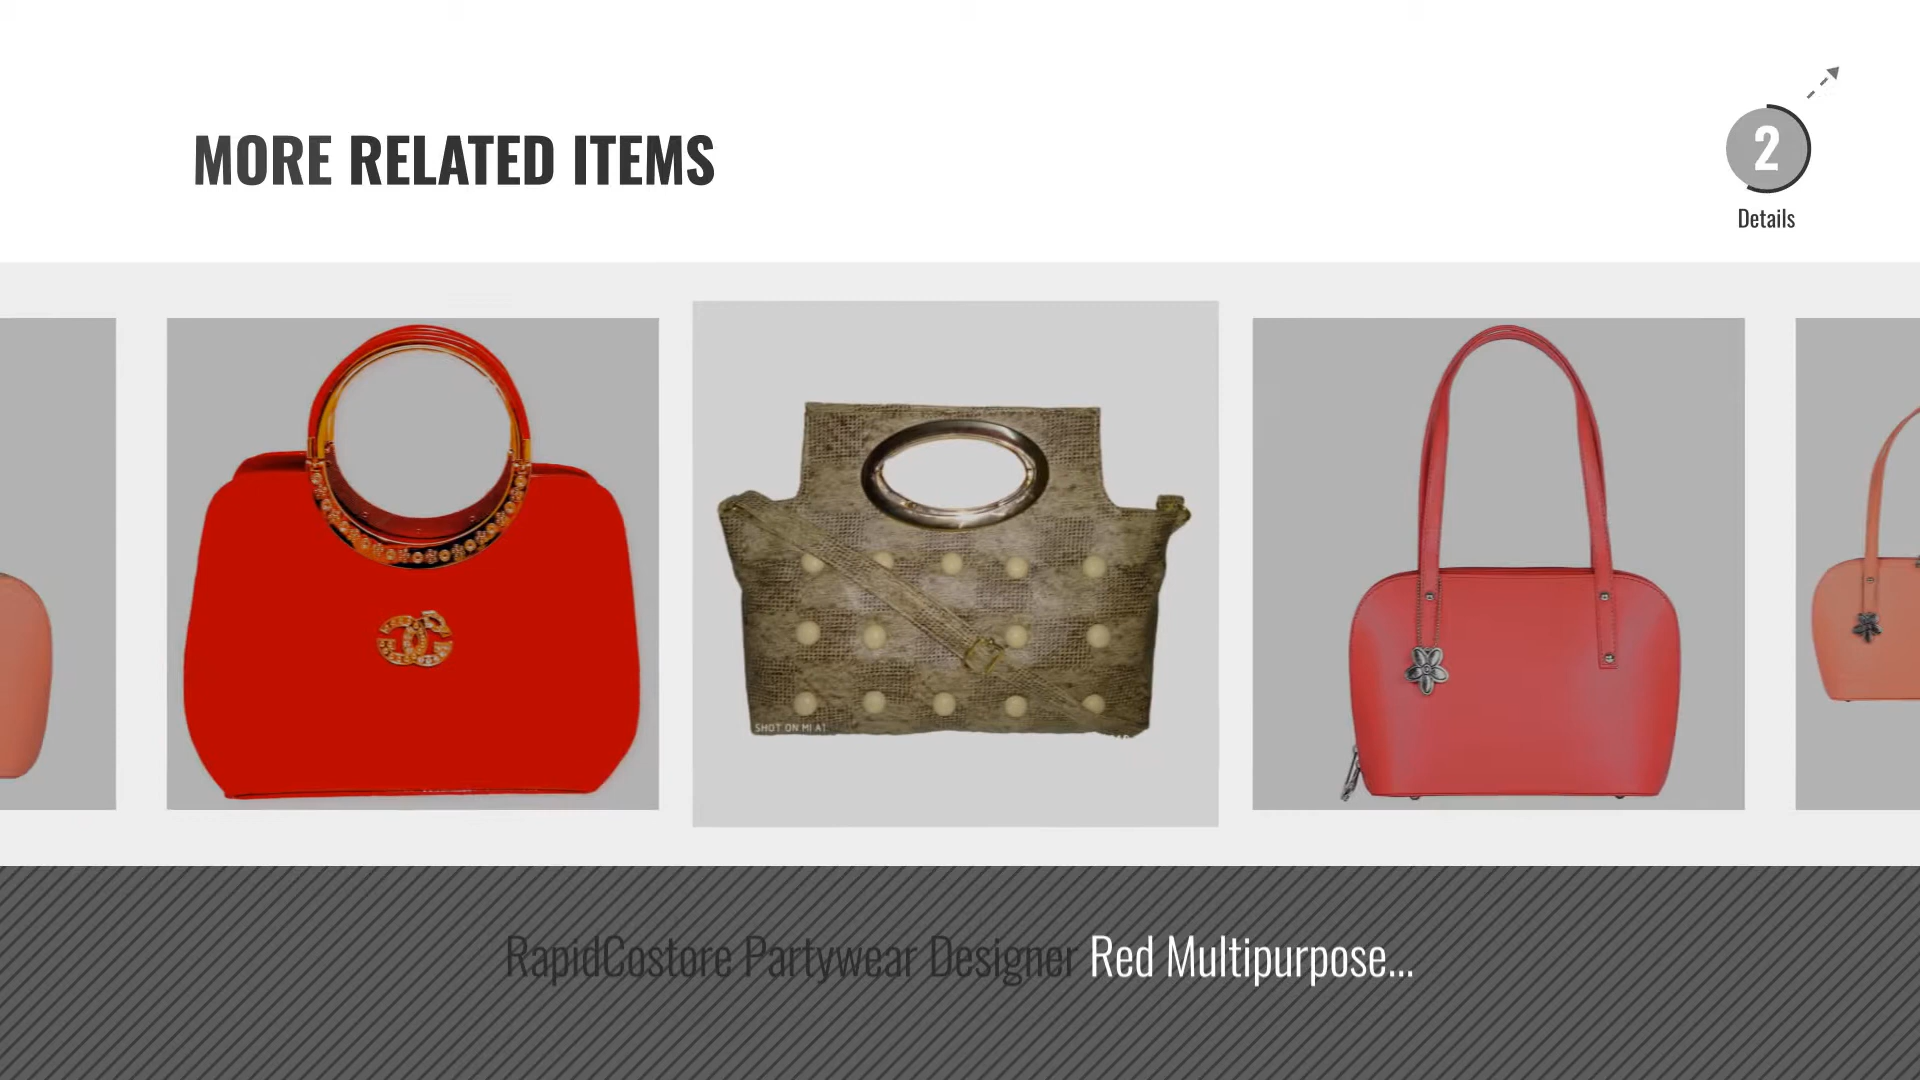 MORE RELATED ITEMS
2
Details
SHOT ON MI A1
RapidCostore Partywear Designer Red Multipurpose...